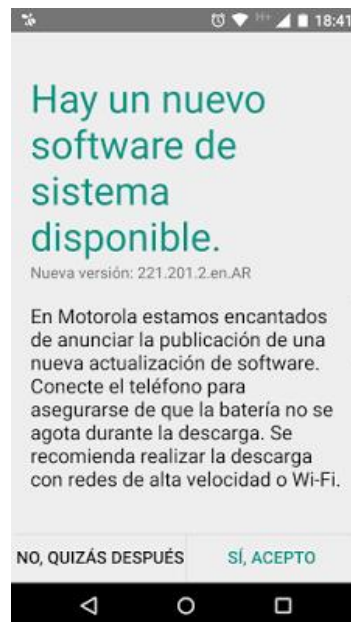 18:41
Hay un nuevo
software de
sistema
disponible.
Nueva versión: 221.201.2.en.AR
En Motorola estamos encantados
de anunciar la publicación de una
nueva actualización de software.
Conecte el teléfono para
asegurarse de que la batería no se
agota durante la descarga. Se
recomienda realizar la descarga
con redes de alta velocidad o Wi-Fi.
NO, QUIZÁS DESPUÉS SÍ, ACEPTO